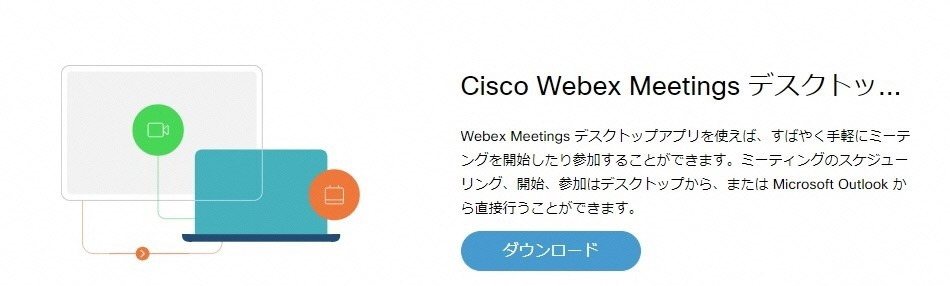 Cisco Webex Meetings デスクトッ...
Webex Meetings デスクトップアプリを使えば、すばやく手軽にミーテ
ングを開始したり参加することができます。ミーティングのスケジュー
リング、開始、参加はデスクトップから、または Microsoft Outlook か
ら直接行うことができます。
ダウンロード